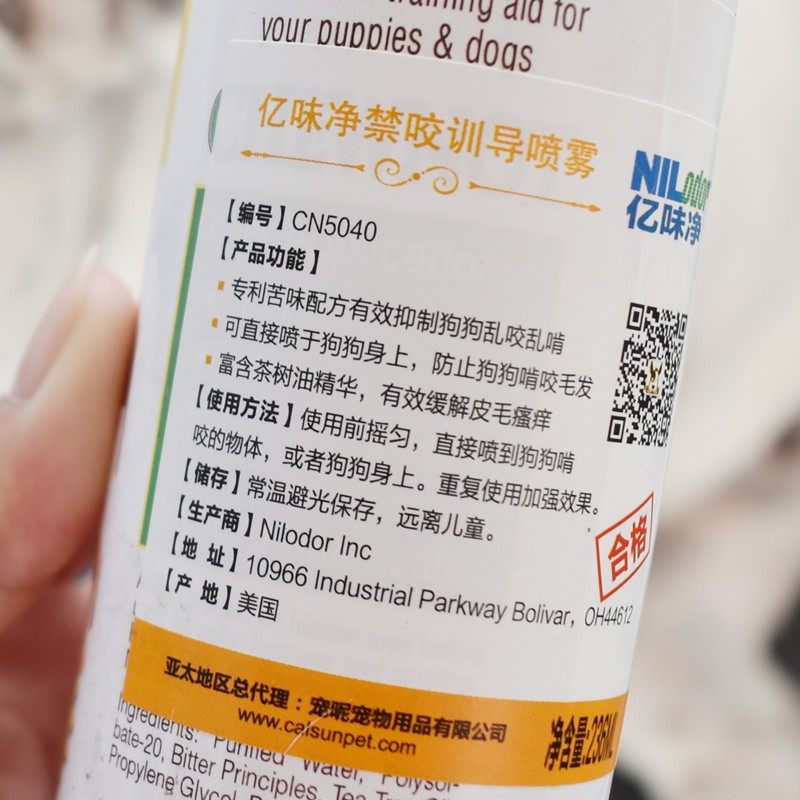 training aid for
your puppies & dogs
亿味净禁咬训导喷雾
NILodor
亿味净
【编号】CN5040
【产品功能】
专利苦味配方有效抑制狗狗乱咬乱啃
可直接喷于狗狗身上，防止狗狗啃咬毛发
富含茶树油精华，有效缓解皮毛瘙痒
【使用方法】使用前摇匀，直接喷到狗狗啃
咬的物体，或者狗狗身上。重复使用加强效果。
【储存】常温避光保存，远离儿童。
【生产商】Nilodor Inc
【地 址】10966 Industrial Parkway Bolivar，OH44612
【产 地】美国
合格
亚太地区总代理：宠昵宠物用品有限公司
www.caisunpet.com
净含量:236ML
Ingredients: Purified Water, Polysor-
bate-20, Bitter Principles, Tea Tree
Propylene Glycol,